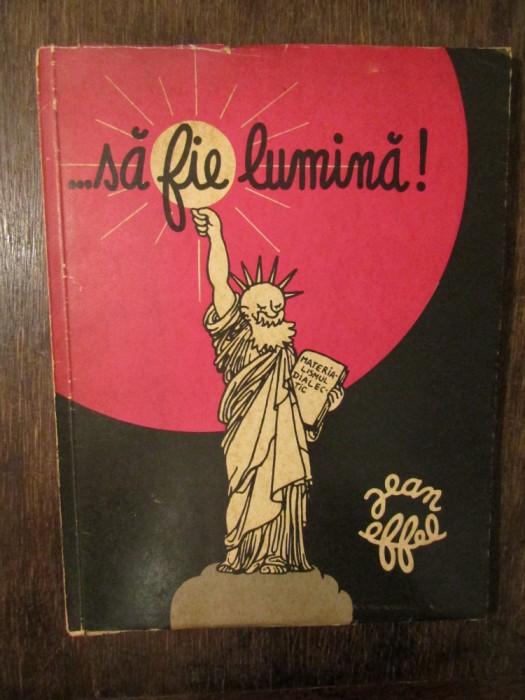 ...să fie lumină!
MATERIA-
LISMUL
DIALEC-
TIC
jean
effel